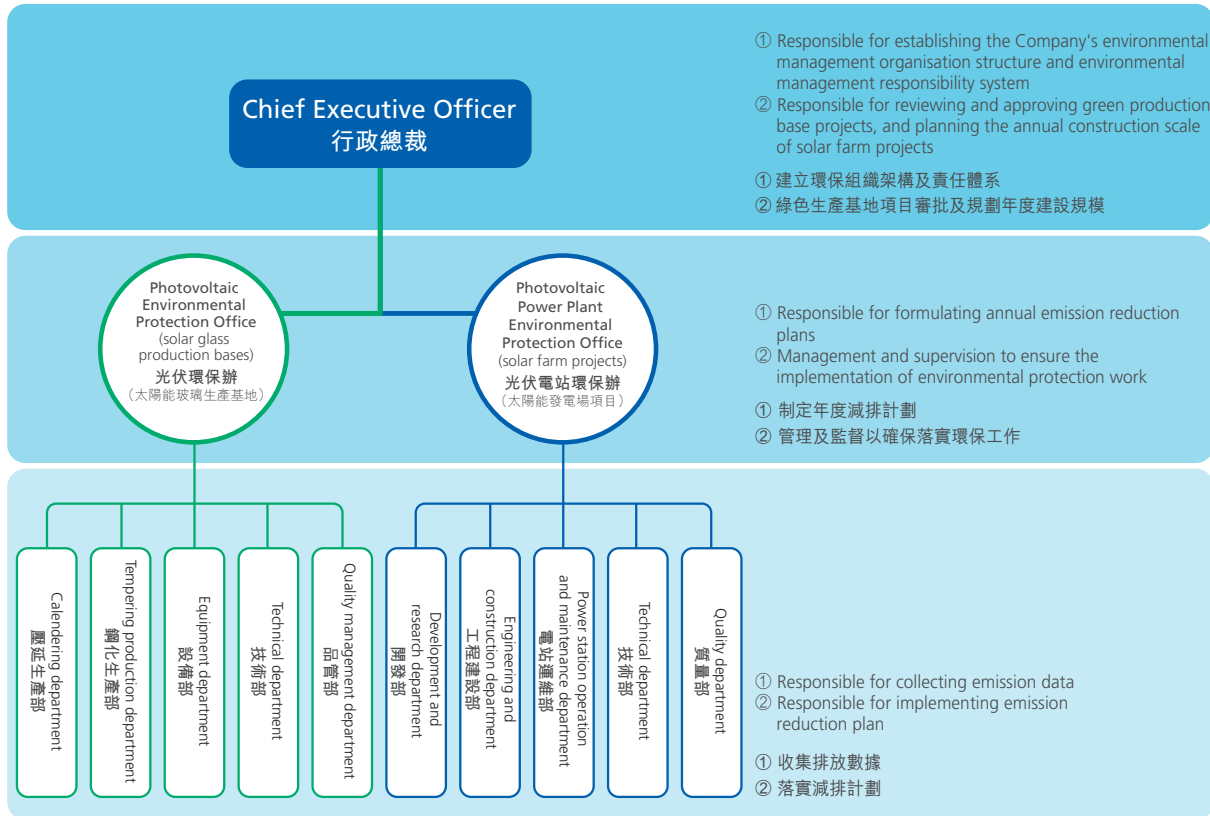 Chief Executive Officer
行政總裁
① Responsible for establishing the Company's environmental
management organisation structure and environmental
management responsibility system
② Responsible for reviewing and approving green production
base projects, and planning the annual construction scale
of solar farm projects
① 建立環保組織架構及責任體系
② 綠色生產基地項目審批及規劃年度建設規模
Photovoltaic
Environmental
Protection Office
(solar glass
production bases)
光伏環保辦
（太陽能玻璃生產基地）
Photovoltaic
Power Plant
Environmental
Protection Office
(solar farm projects)
光伏電站環保辦
（太陽能發電場項目）
① Responsible for formulating annual emission reduction
plans
② Management and supervision to ensure the
implementation of environmental protection work
① 制定年度減排計劃
② 管理及監督以確保落實環保工作
Calendering department
壓延生產部
Tempering production department
鋼化生產部
Equipment department
設備部
Technical department
技術部
Quality management department
品管部
Development and
research department
開發部
Engineering and
construction department
工程建設部
Power station operation
and maintenance department
電站運維部
Technical department
技術部
Quality department
質量部
① Responsible for collecting emission data
② Responsible for implementing emission
reduction plan
① 收集排放數據
② 落實減排計劃